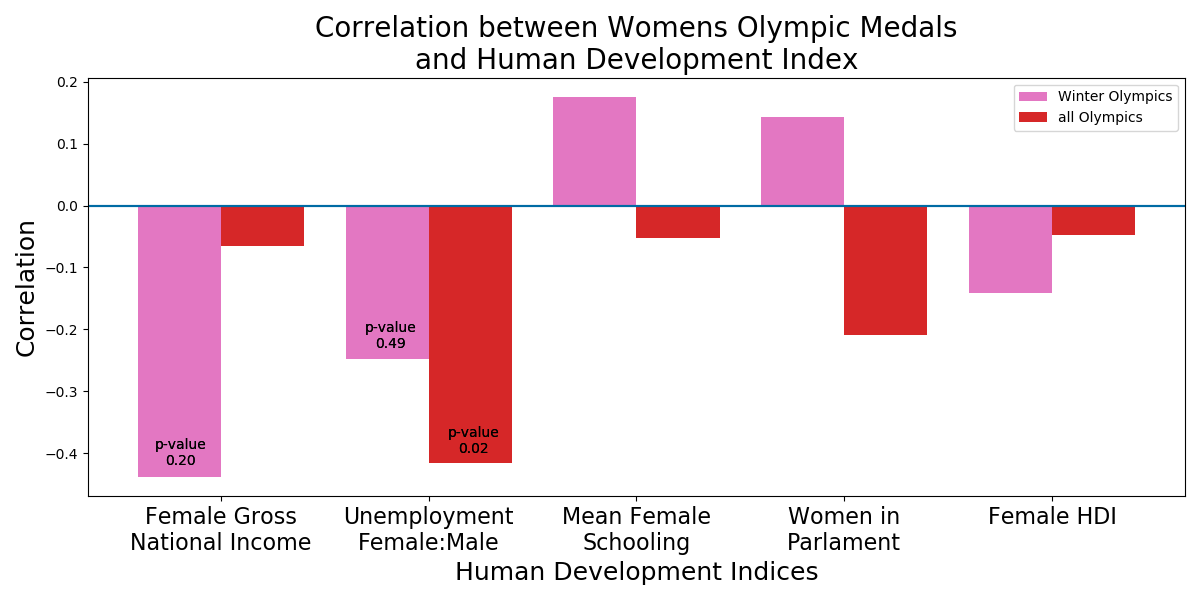 Correlation between Womens Olympic Medals
and Human Development Index
Winter Olympics
all Olympics
Correlation
0.2
0.1
0.0
−0.1
−0.2
−0.3
−0.4
p-value
0.20
p-value
0.49
p-value
0.02
Female Gross
National Income
Unemployment
Female:Male
Mean Female
Schooling
Women in
Parlament
Female HDI
Human Development Indices